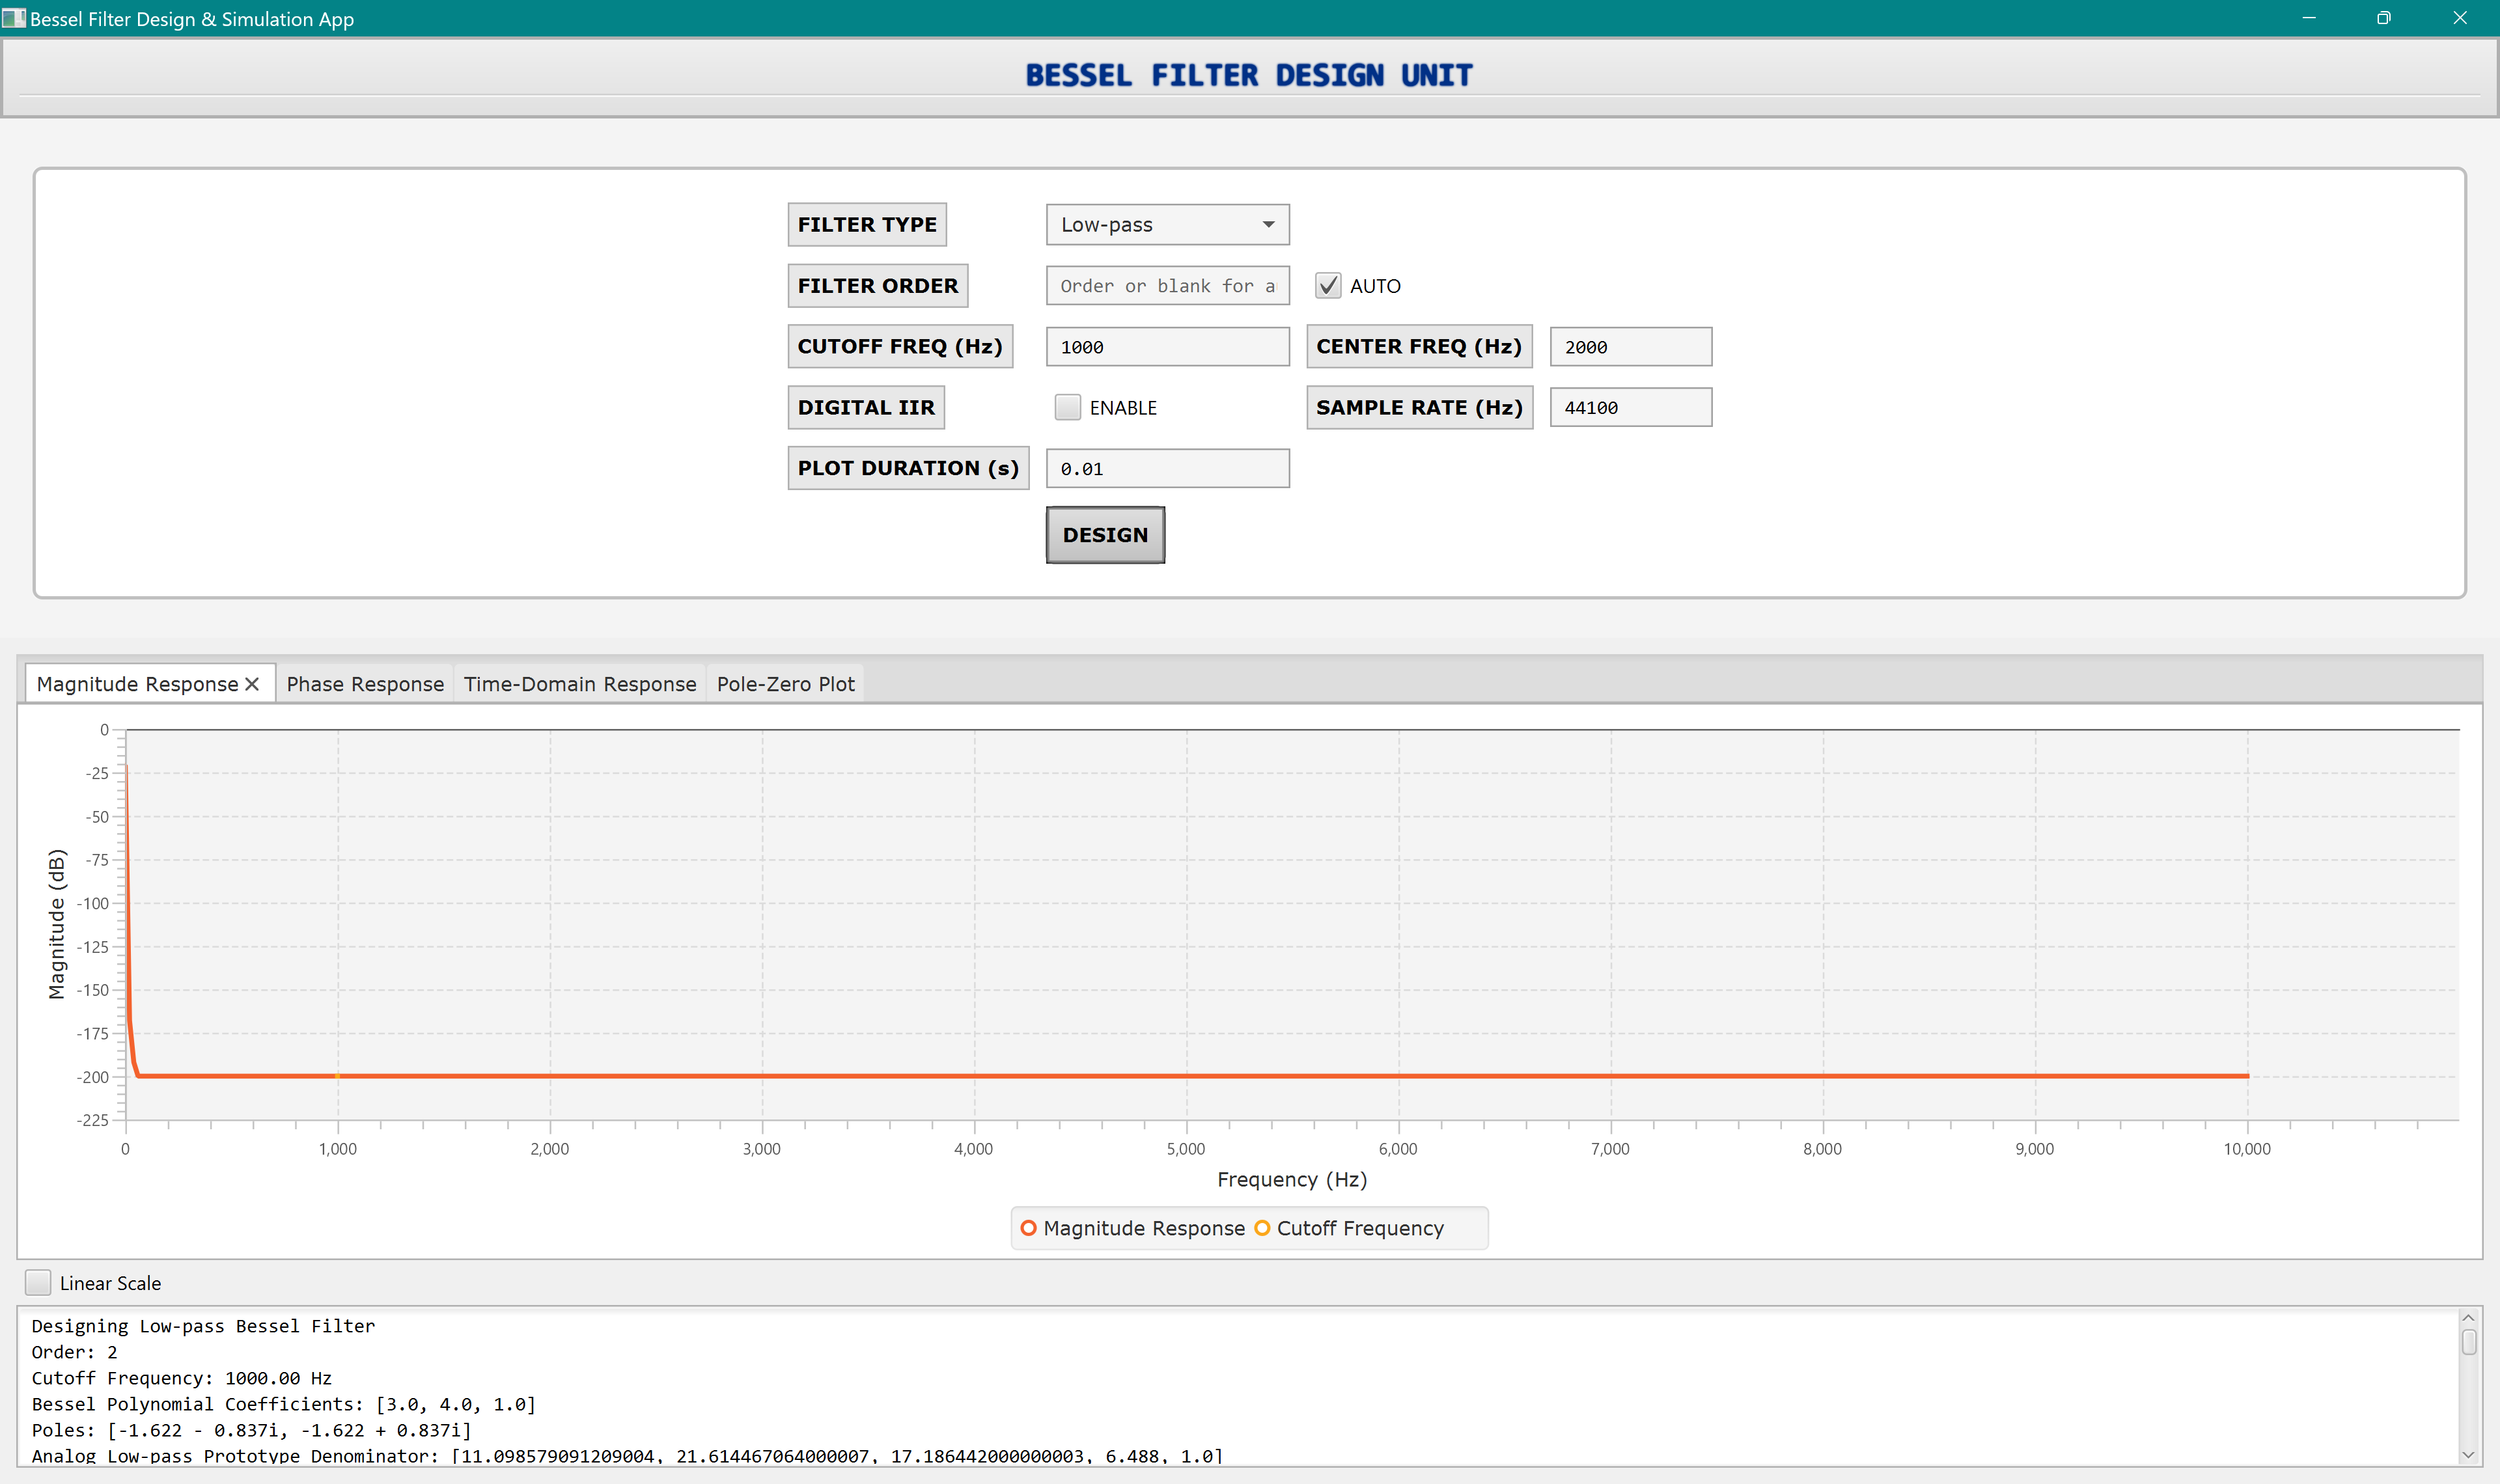 Bessel Filter Design & Simulation App
BESSEL FILTER DESIGN UNIT
FILTER TYPE Low-pass
FILTER ORDER Order or blank for a AUTO
CUTOFF FREQ (Hz) 1000 CENTER FREQ (Hz) 2000
DIGITAL IIR ENABLE SAMPLE RATE (Hz) 44100
PLOT DURATION (s) 0.01
DESIGN
Magnitude Response Phase Response Time-Domain Response Pole-Zero Plot
0
-25
-50
-75
-100
-125
-150
-175
-200
-225
Magnitude (dB)
0 1,000 2,000 3,000 4,000 5,000 6,000 7,000 8,000 9,000 10,000
Frequency (Hz)
Magnitude Response Cutoff Frequency
Linear Scale
Designing Low-pass Bessel Filter
Order: 2
Cutoff Frequency: 1000.00 Hz
Bessel Polynomial Coefficients: [3.0, 4.0, 1.0]
Poles: [-1.622 - 0.837i, -1.622 + 0.837i]
Analog Low-pass Prototype Denominator: [11.098579091209004, 21.614467064000007, 17.186442000000003, 6.488, 1.0]